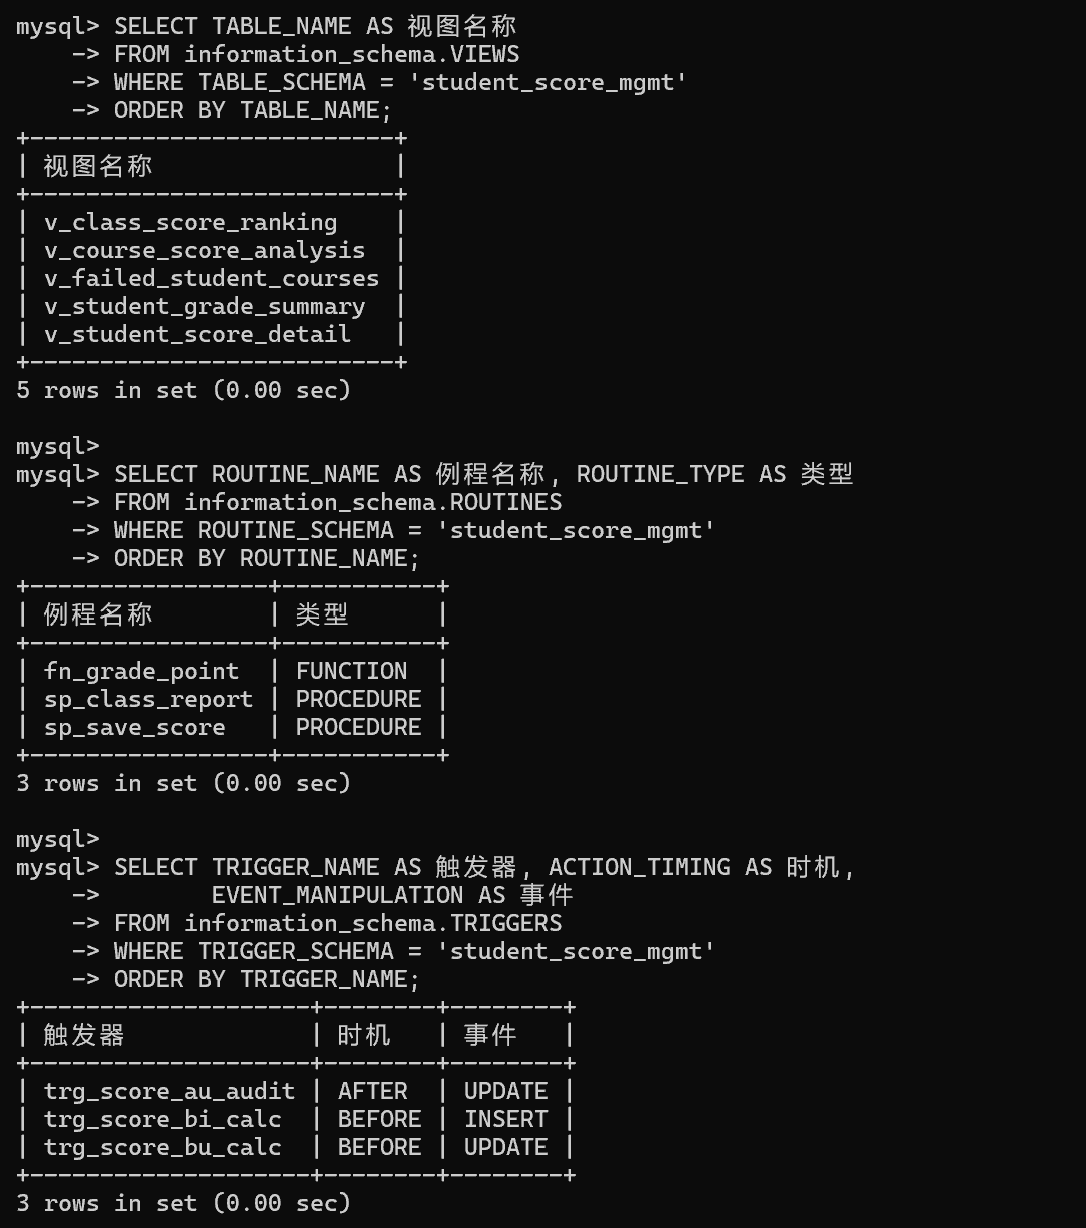 mysql> SELECT TABLE_NAME AS 视图名称
    -> FROM information_schema.VIEWS
    -> WHERE TABLE_SCHEMA = 'student_score_mgmt'
    -> ORDER BY TABLE_NAME;
+--------------------------+
| 视图名称                 |
+--------------------------+
| v_class_score_ranking    |
| v_course_score_analysis  |
| v_failed_student_courses |
| v_student_grade_summary  |
| v_student_score_detail   |
+--------------------------+
5 rows in set (0.00 sec)

mysql>
mysql> SELECT ROUTINE_NAME AS 例程名称, ROUTINE_TYPE AS 类型
    -> FROM information_schema.ROUTINES
    -> WHERE ROUTINE_SCHEMA = 'student_score_mgmt'
    -> ORDER BY ROUTINE_NAME;
+-----------------+-----------+
| 例程名称        | 类型      |
+-----------------+-----------+
| fn_grade_point  | FUNCTION  |
| sp_class_report | PROCEDURE |
| sp_save_score   | PROCEDURE |
+-----------------+-----------+
3 rows in set (0.00 sec)

mysql>
mysql> SELECT TRIGGER_NAME AS 触发器, ACTION_TIMING AS 时机,
    ->        EVENT_MANIPULATION AS 事件
    -> FROM information_schema.TRIGGERS
    -> WHERE TRIGGER_SCHEMA = 'student_score_mgmt'
    -> ORDER BY TRIGGER_NAME;
+--------------------+--------+--------+
| 触发器             | 时机   | 事件   |
+--------------------+--------+--------+
| trg_score_au_audit | AFTER  | UPDATE |
| trg_score_bi_calc  | BEFORE | INSERT |
| trg_score_bu_calc  | BEFORE | UPDATE |
+--------------------+--------+--------+
3 rows in set (0.00 sec)